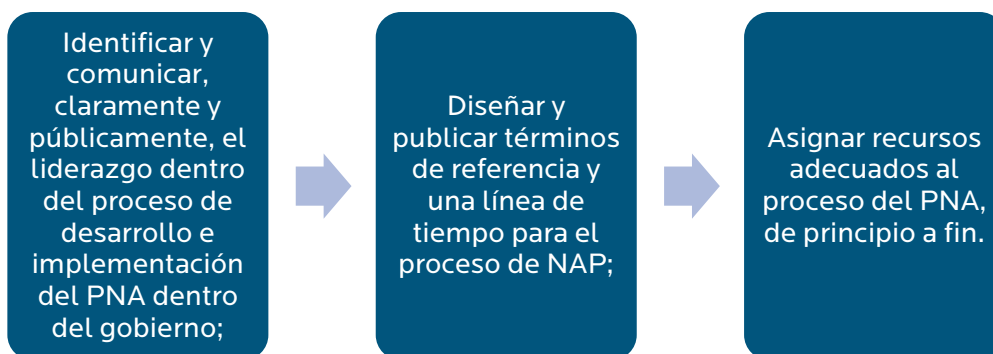 Identificar y
comunicar,
claramente y
públicamente, el
liderazgo dentro
del proceso de
desarrollo e
implementación
del PNA dentro
del gobierno;
Diseñar y
publicar términos
de referencia y
una línea de
tiempo para el
proceso de NAP;
Asignar recursos
adecuados al
proceso del PNA,
de principio a fin.